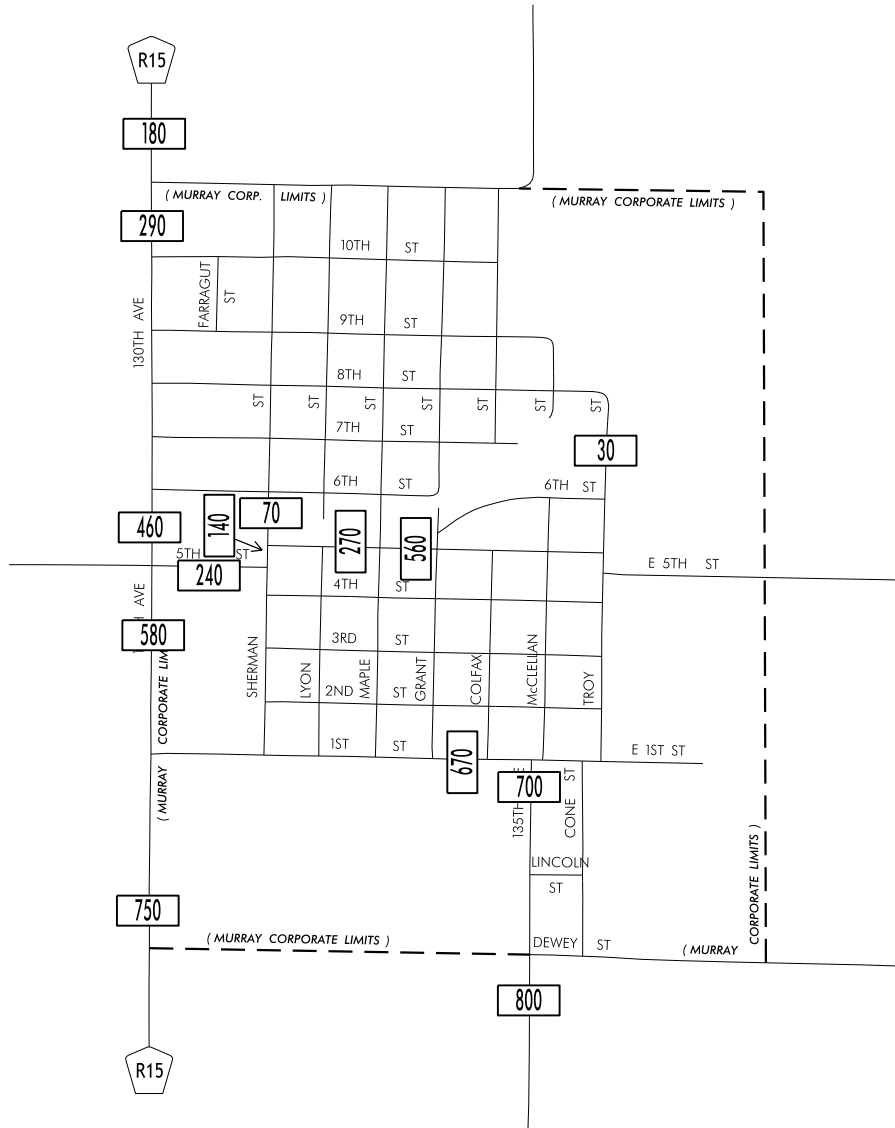 R15
180
( MURRAY CORP. LIMITS )
( MURRAY CORPORATE LIMITS )
290
10TH ST
FARRAGUT
ST
130TH AVE
9TH ST
8TH ST
ST
ST
ST
ST
ST
ST
ST
7TH ST
30
6TH ST
6TH ST
140
70
460
270
560
5TH ST
240
E 5TH ST
4TH ST
AVE
580
3RD ST
SHERMAN
LYON
MAPLE
GRANT
COLFAX
McCLELLAN
TROY
2ND ST
1ST ST
E 1ST ST
( MURRAY CORPORATE
670
700
135TH
CONE ST
LINCOLN
ST
750
( MURRAY CORPORATE LIMITS )
DEWEY ST
( MURRAY
CORPORATE LIMITS )
800
R15